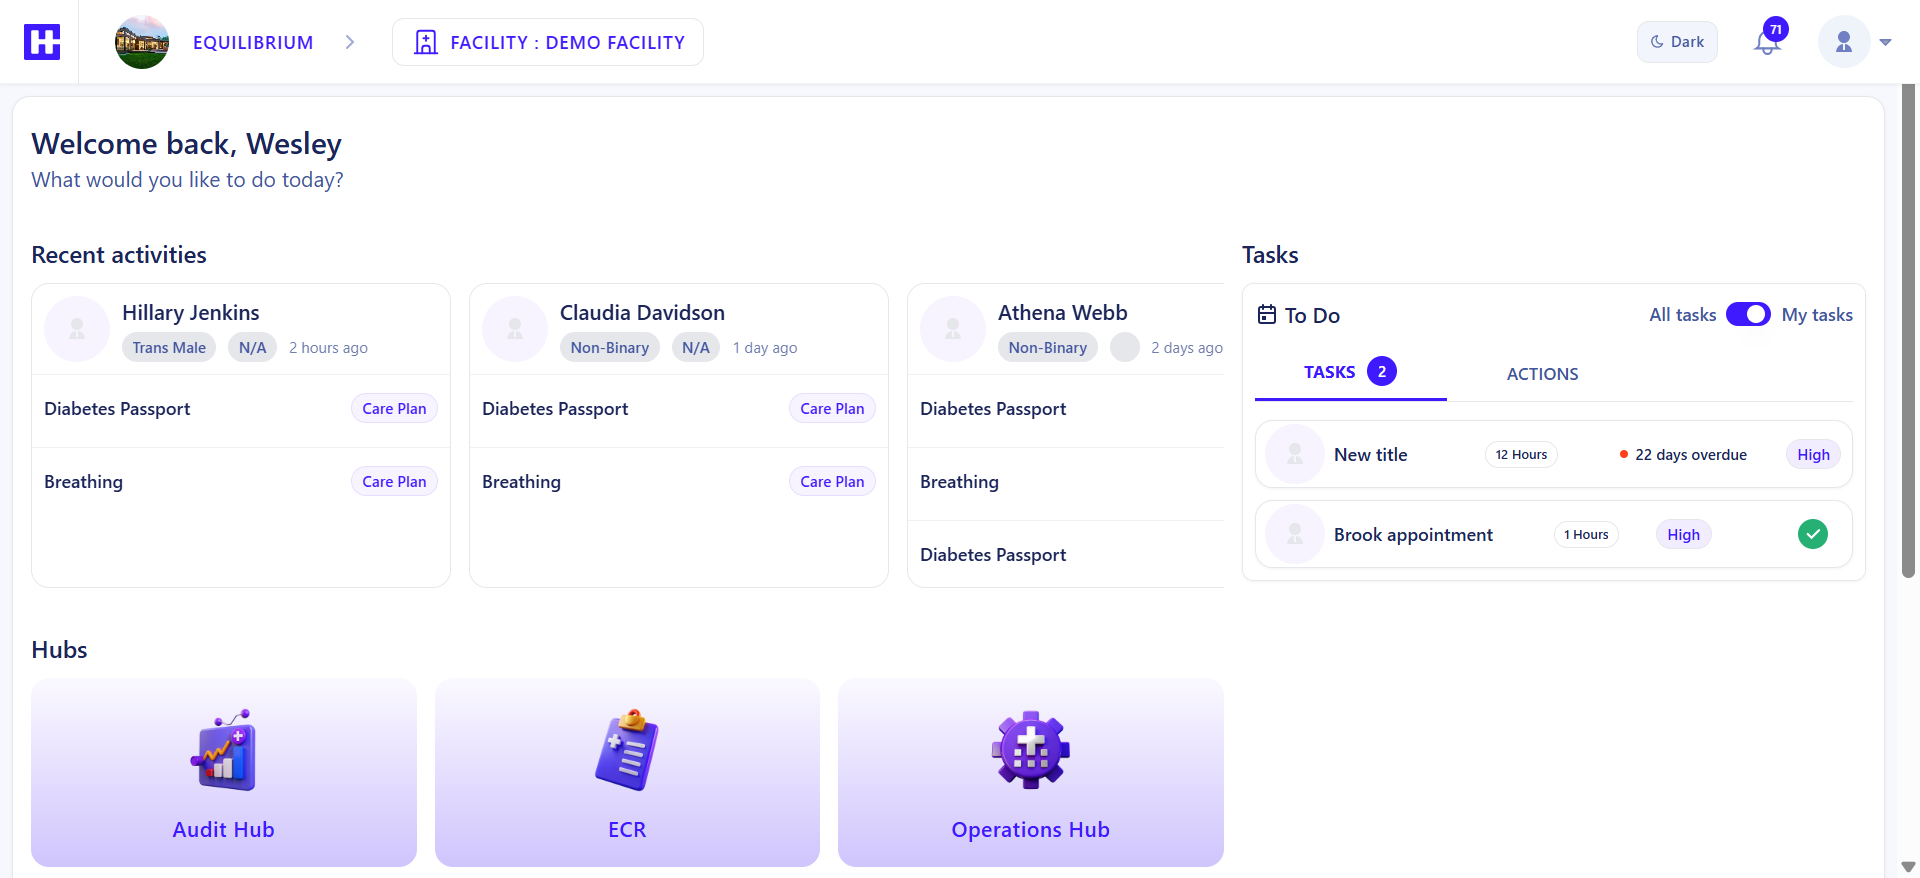 EQUILIBRIUM
FACILITY : DEMO FACILITY
Dark
71
Welcome back, Wesley
What would you like to do today?
Recent activities
Hillary Jenkins
Trans Male
N/A
2 hours ago
Diabetes Passport
Care Plan
Breathing
Care Plan
Claudia Davidson
Non-Binary
N/A
1 day ago
Diabetes Passport
Care Plan
Breathing
Care Plan
Athena Webb
Non-Binary
2 days ago
Diabetes Passport
Breathing
Diabetes Passport
Tasks
To Do
All tasks
My tasks
TASKS 2
ACTIONS
New title
12 Hours
22 days overdue
High
Brook appointment
1 Hours
High
Hubs
Audit Hub
ECR
Operations Hub